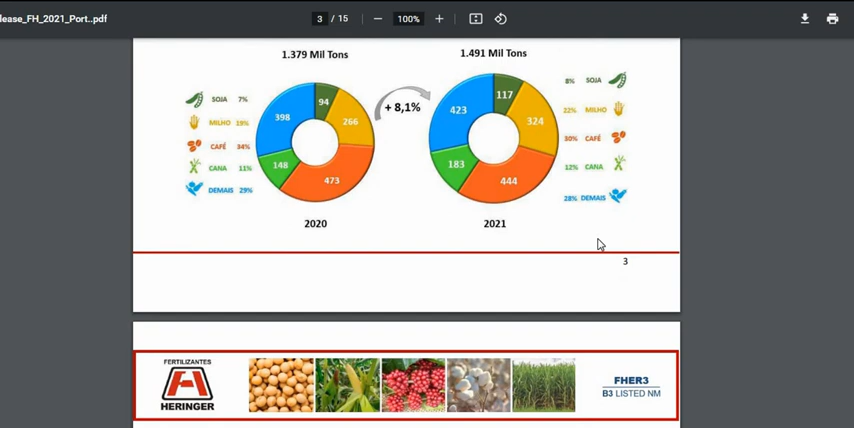 lease_FH_2021_Port..pdf
3 / 15
100%
1.379 Mil Tons
1.491 Mil Tons
SOJA 7%
MILHO 19%
CAFÉ 34%
CANA 11%
DEMAIS 29%
94
266
473
148
398
2020
+ 8,1%
117
324
444
183
423
2021
8% SOJA
22% MILHO
30% CAFÉ
12% CANA
28% DEMAIS
3
FERTILIZANTES
HERINGER
FHER3
B3 LISTED NM